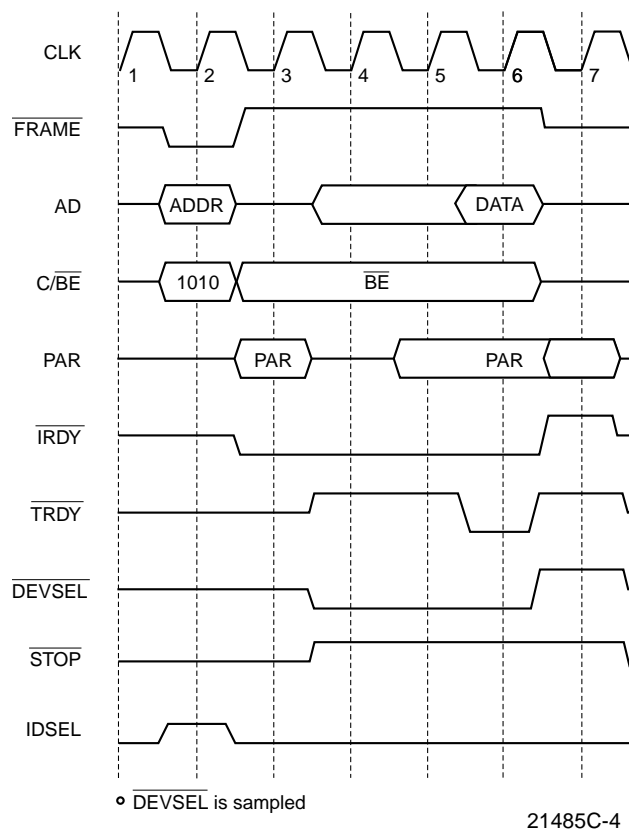 CLK
1 2 3 4 5 6 7
FRAME
AD ADDR DATA
C/BE 1010 BE
PAR PAR PAR
IRDY
TRDY
DEVSEL
STOP
IDSEL
DEVSEL is sampled
21485C-4